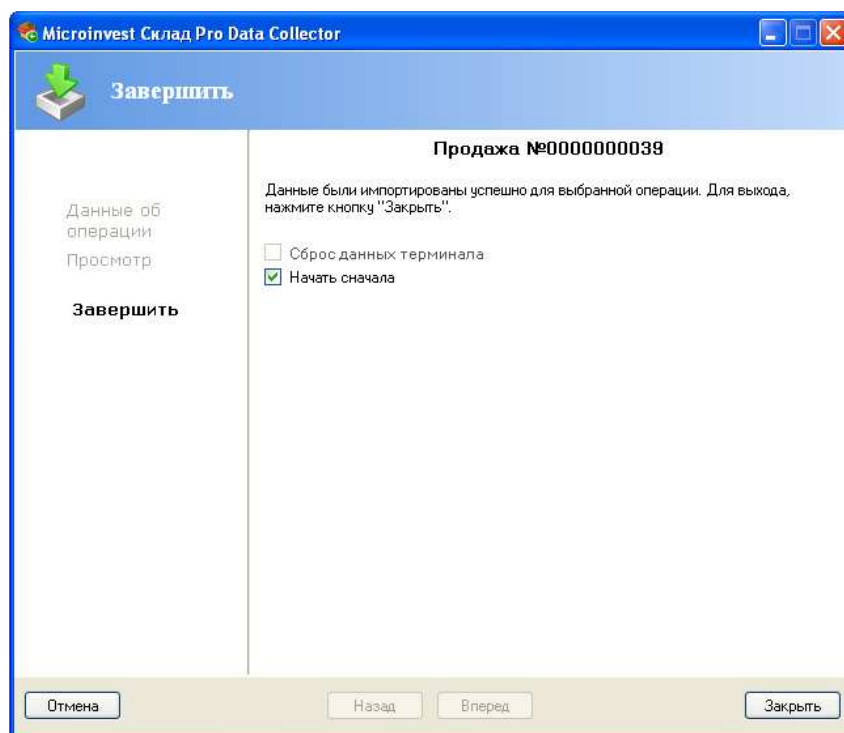 Microinvest Склад Pro Data Collector
Завершить
Данные об
операции
Просмотр
Завершить
Продажа №0000000039
Данные были импортированы успешно для выбранной операции. Для выхода,
нажмите кнопку "Закрыть".
Сброс данных терминала
Начать сначала
Отмена
Назад
Вперед
Закрыть